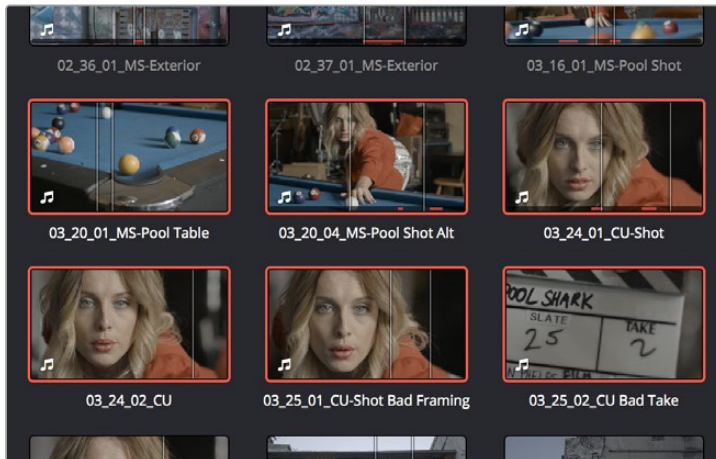 02_36_01_MS-Exterior
02_37_01_MS-Exterior
03_16_01_MS-Pool Shot
03_20_01_MS-Pool Table
03_20_04_MS-Pool Shot Alt
03_24_01_CU-Shot
POOL SHARK
SLATE
TAKE
25
2
03_24_02_CU
03_25_01_CU-Shot Bad Framing
03_25_02_CU Bad Take